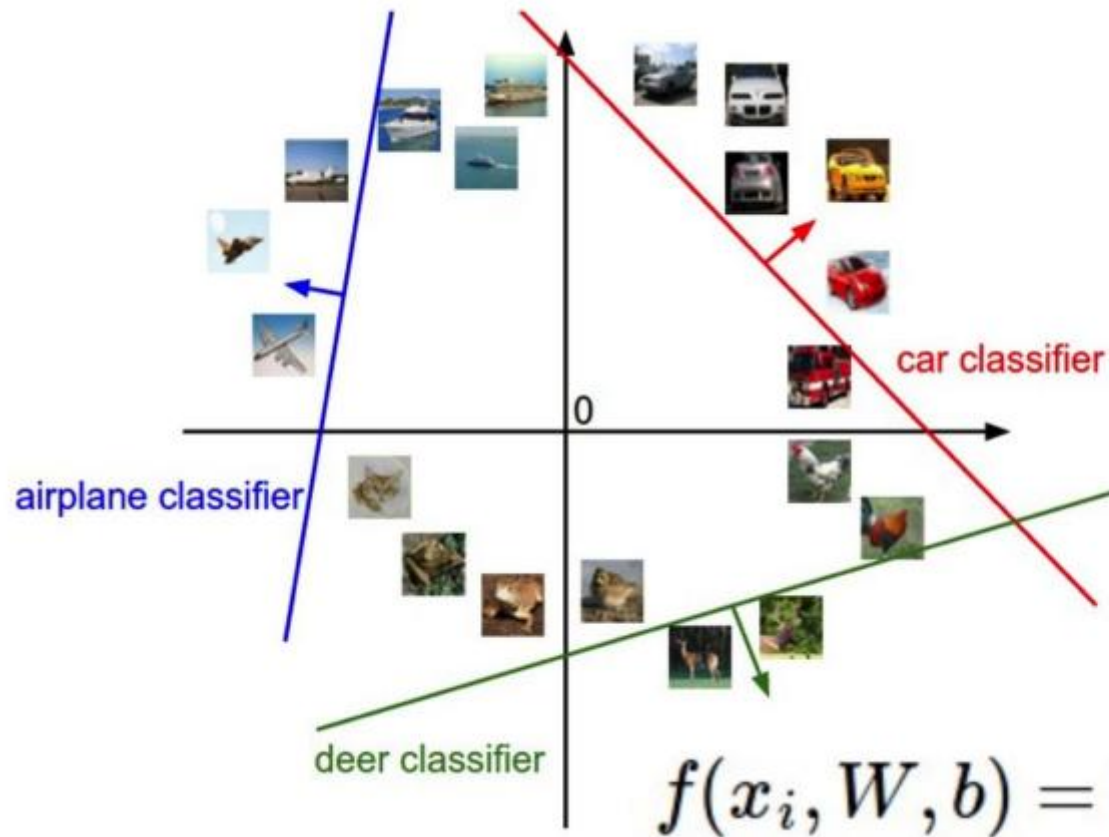 0
car classifier
airplane classifier
deer classifier
f(x_i, W, b) =